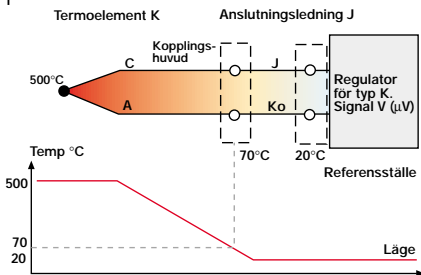 Termoelement K
Anslutningsledning J
Kopplings-
huvud
C
J
500°C
A
Ko
Regulator
för typ K.
Signal V (µV)
70°C
20°C
Referensställe
Temp °C
500
70
20
Läge